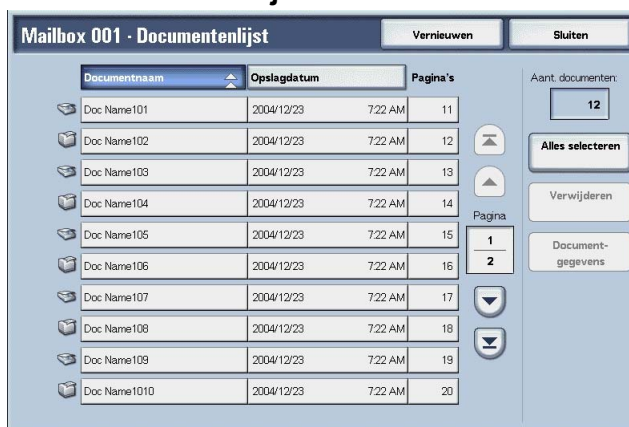 Mailbox 001 - Documentenlijst Vernieuwen Sluiten
Documentnaam Opslagdatum Pagina's Aant. documenten:
12
Doc Name101 2004/12/23 7:22 AM 11
Doc Name102 2004/12/23 7:22 AM 12 Alles selecteren
Doc Name103 2004/12/23 7:22 AM 13
Doc Name104 2004/12/23 7:22 AM 14 Verwijderen
Pagina
Doc Name105 2004/12/23 7:22 AM 15 1
Document-
Doc Name106 2004/12/23 7:22 AM 16 2 gegevens
Doc Name107 2004/12/23 7:22 AM 17
Doc Name108 2004/12/23 7:22 AM 18
Doc Name109 2004/12/23 7:22 AM 19
Doc Name1010 2004/12/23 7:22 AM 20